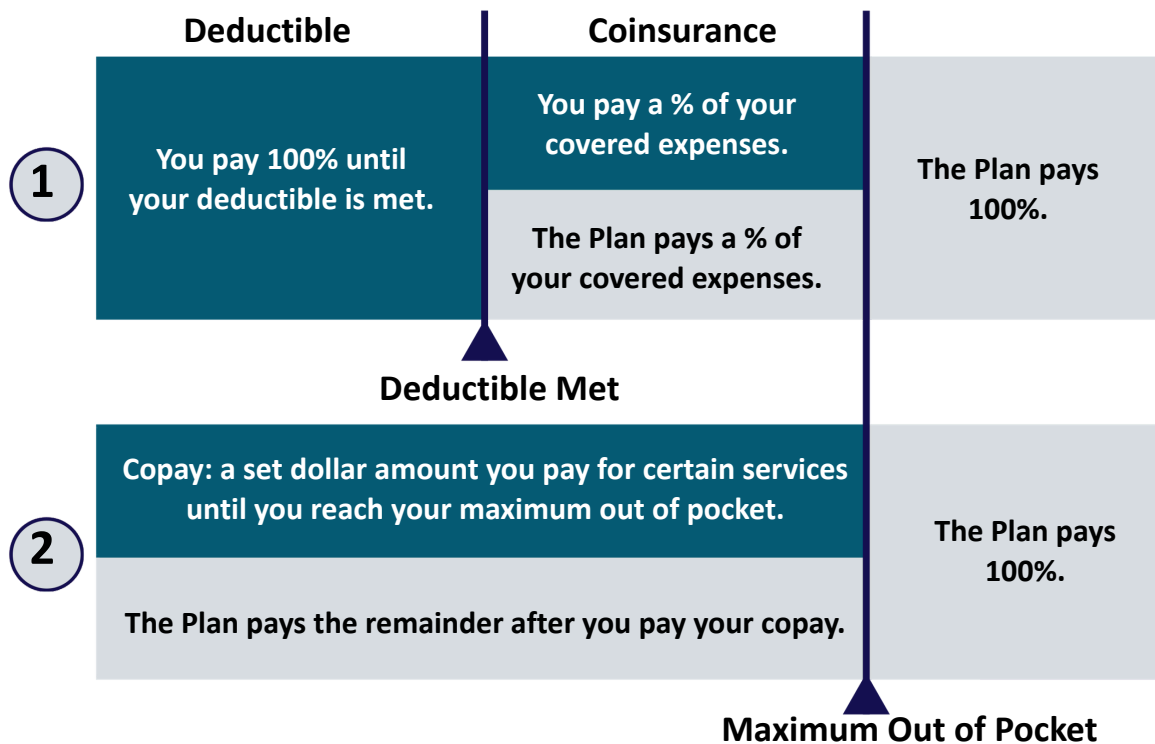 Deductible
Coinsurance
1
You pay 100% until
your deductible is met.
You pay a % of your
covered expenses.
The Plan pays a % of
your covered expenses.
The Plan pays
100%.
Deductible Met
2
Copay: a set dollar amount you pay for certain services
until you reach your maximum out of pocket.
The Plan pays the remainder after you pay your copay.
The Plan pays
100%.
Maximum Out of Pocket